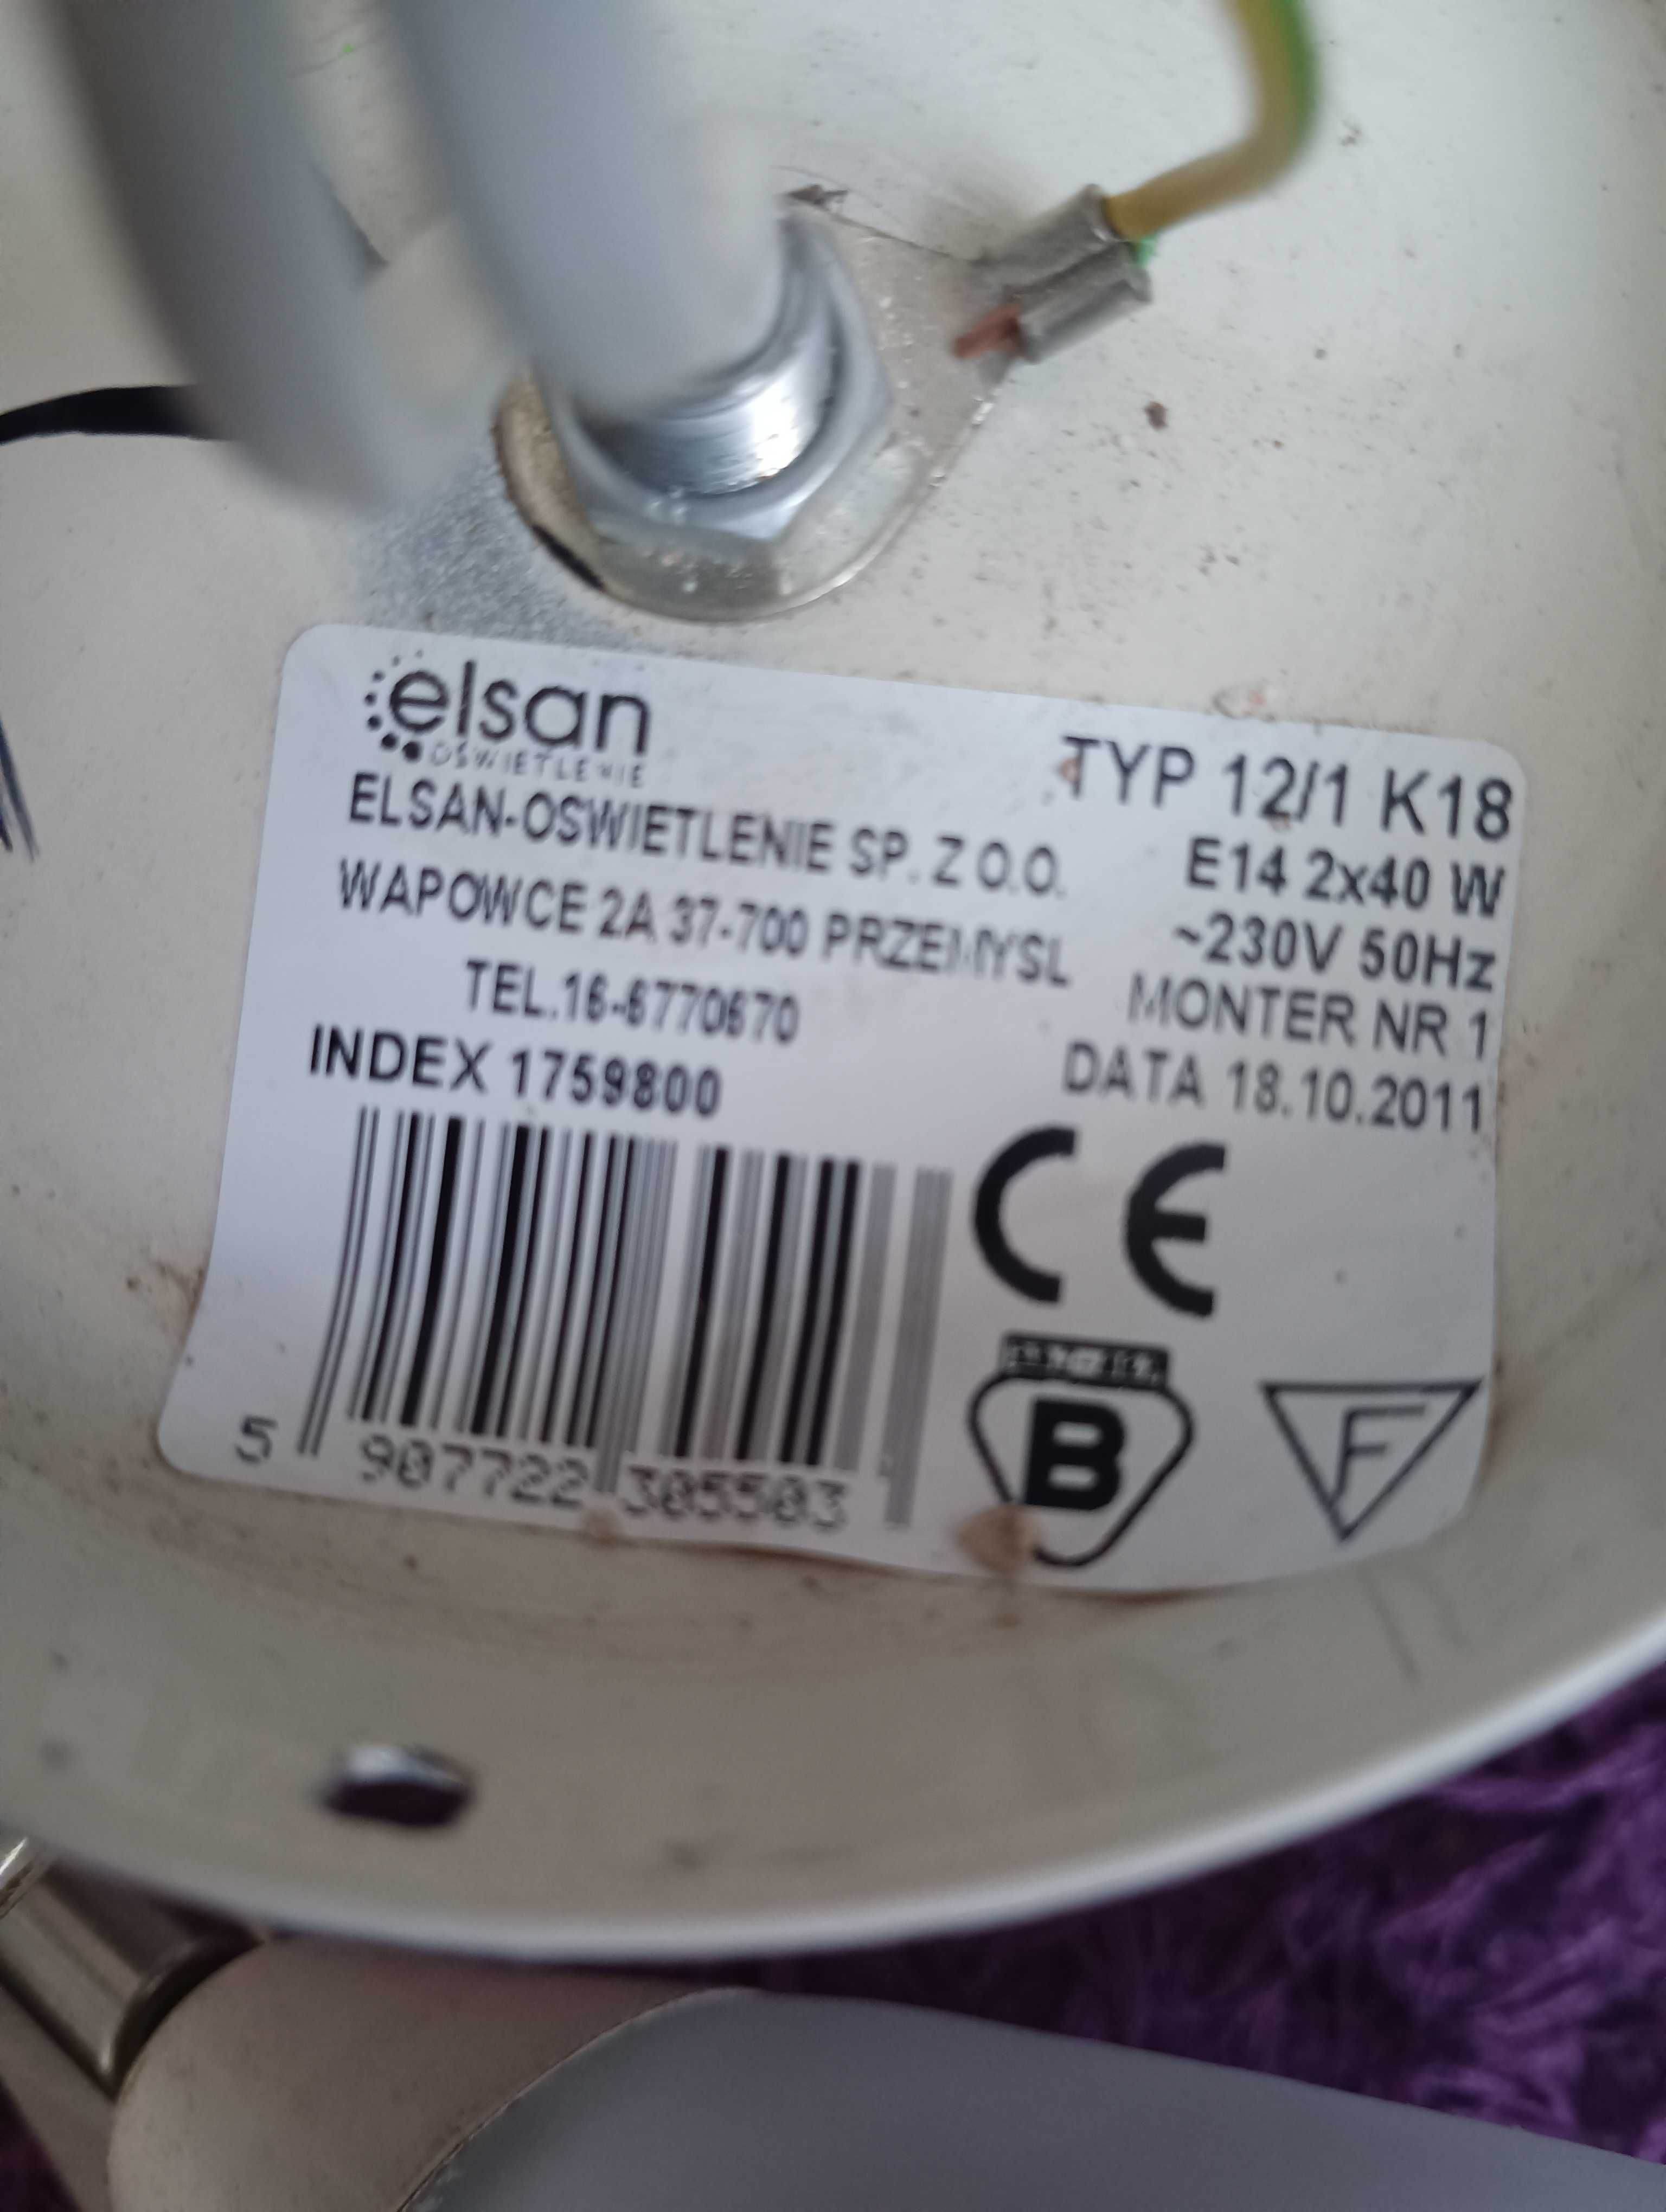 elsan
OŚWIETLENIE
ELSAN-OSWIETLENIE SP. Z O.O.
WAPOWCE 2A 37-700 PRZEMYSL
TEL.16-6770670
INDEX 1759800
TYP 12/1 K18
E14 2x40 W
~230V 50Hz
MONTER NR 1
DATA 18.10.2011
5 907722 305503
CE
B
F